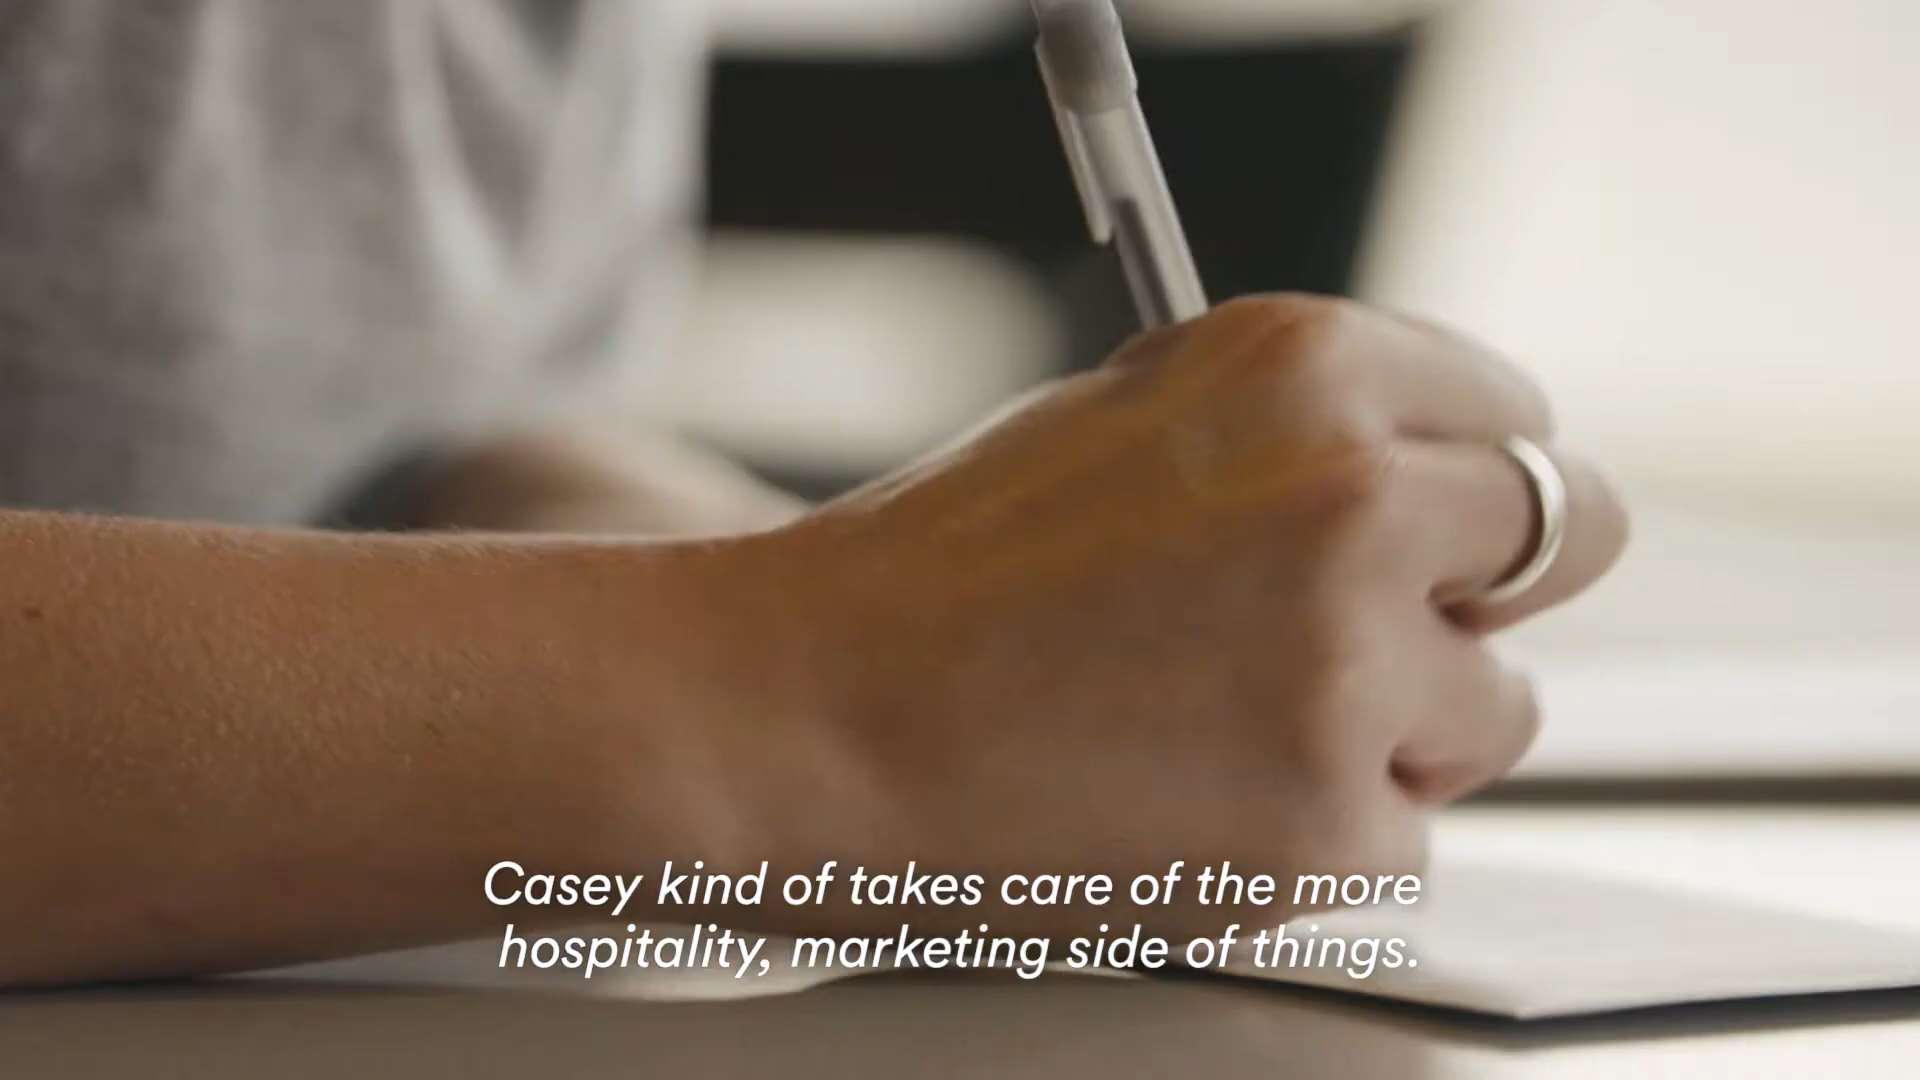 Casey kind of takes care of the more
hospitality, marketing side of things.